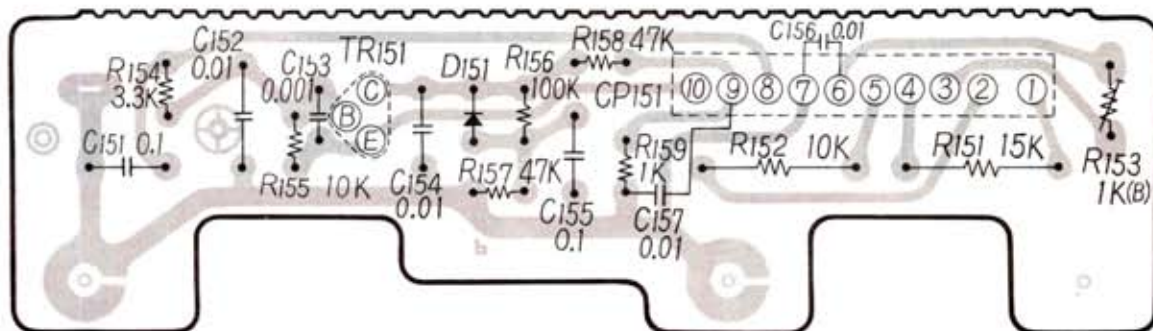 C152
0.01
R154
3.3K
C151 0.1
C153
0.001
R155 10K
TR151
B
C
E
C154
0.01
D151
R156
100K
R157 47K
C155
0.1
R158 47K
CP151
R159
1K
C157
0.01
C156 0.01
⑩ ⑨ ⑧ ⑦ ⑥ ⑤ ④ ③ ② ①
R152 10K
R151 15K
R153
1K(B)
b